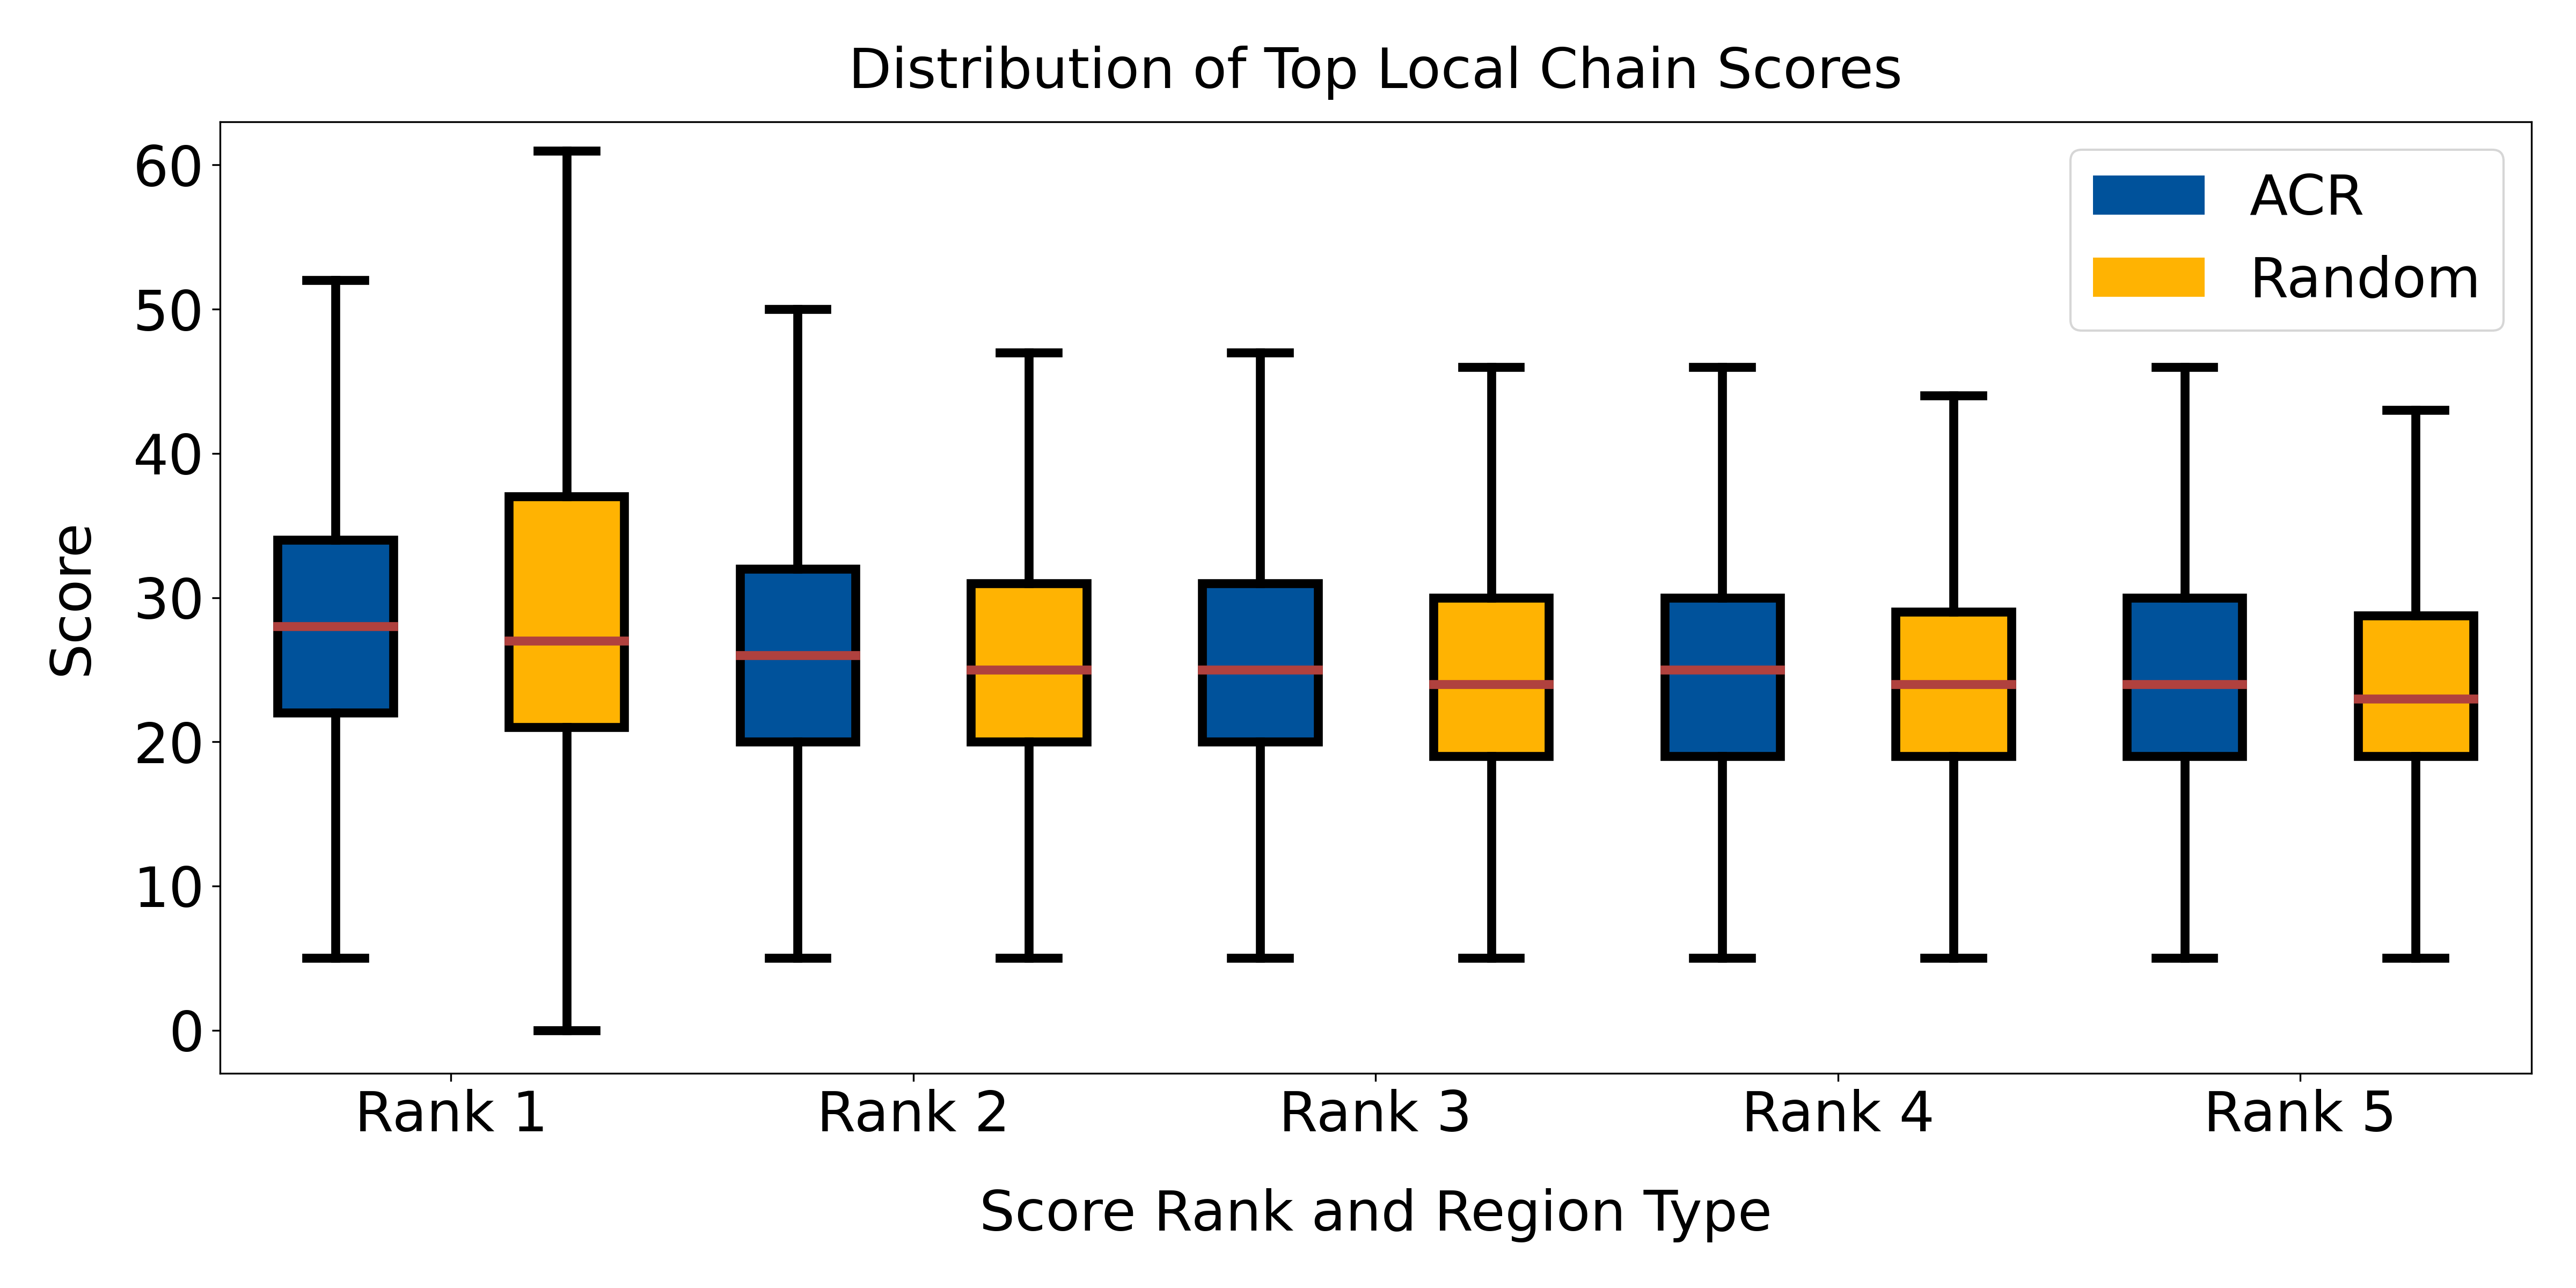 Distribution of Top Local Chain Scores
ACR
Random
Score
60
50
40
30
20
10
0
Rank 1 Rank 2 Rank 3 Rank 4 Rank 5
Score Rank and Region Type